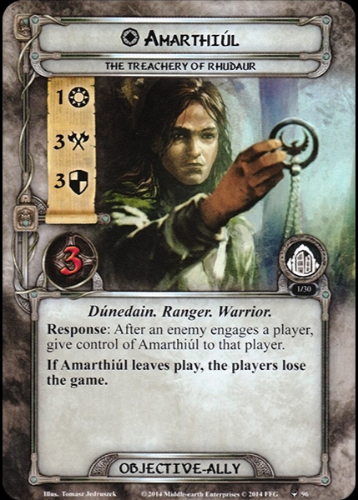 AMARTHIÚL
THE TREACHERY OF RHUDAUR
1
3
3
3
1/30
Dúnedain. Ranger. Warrior.
Response: After an enemy engages a player,
give control of Amarthiúl to that player.
If Amarthiúl leaves play, the players lose
the game.
OBJECTIVE-ALLY
Illus. Tomasz Jedruszek
©2014 Middle-earth Enterprises © 2014 FFG
96